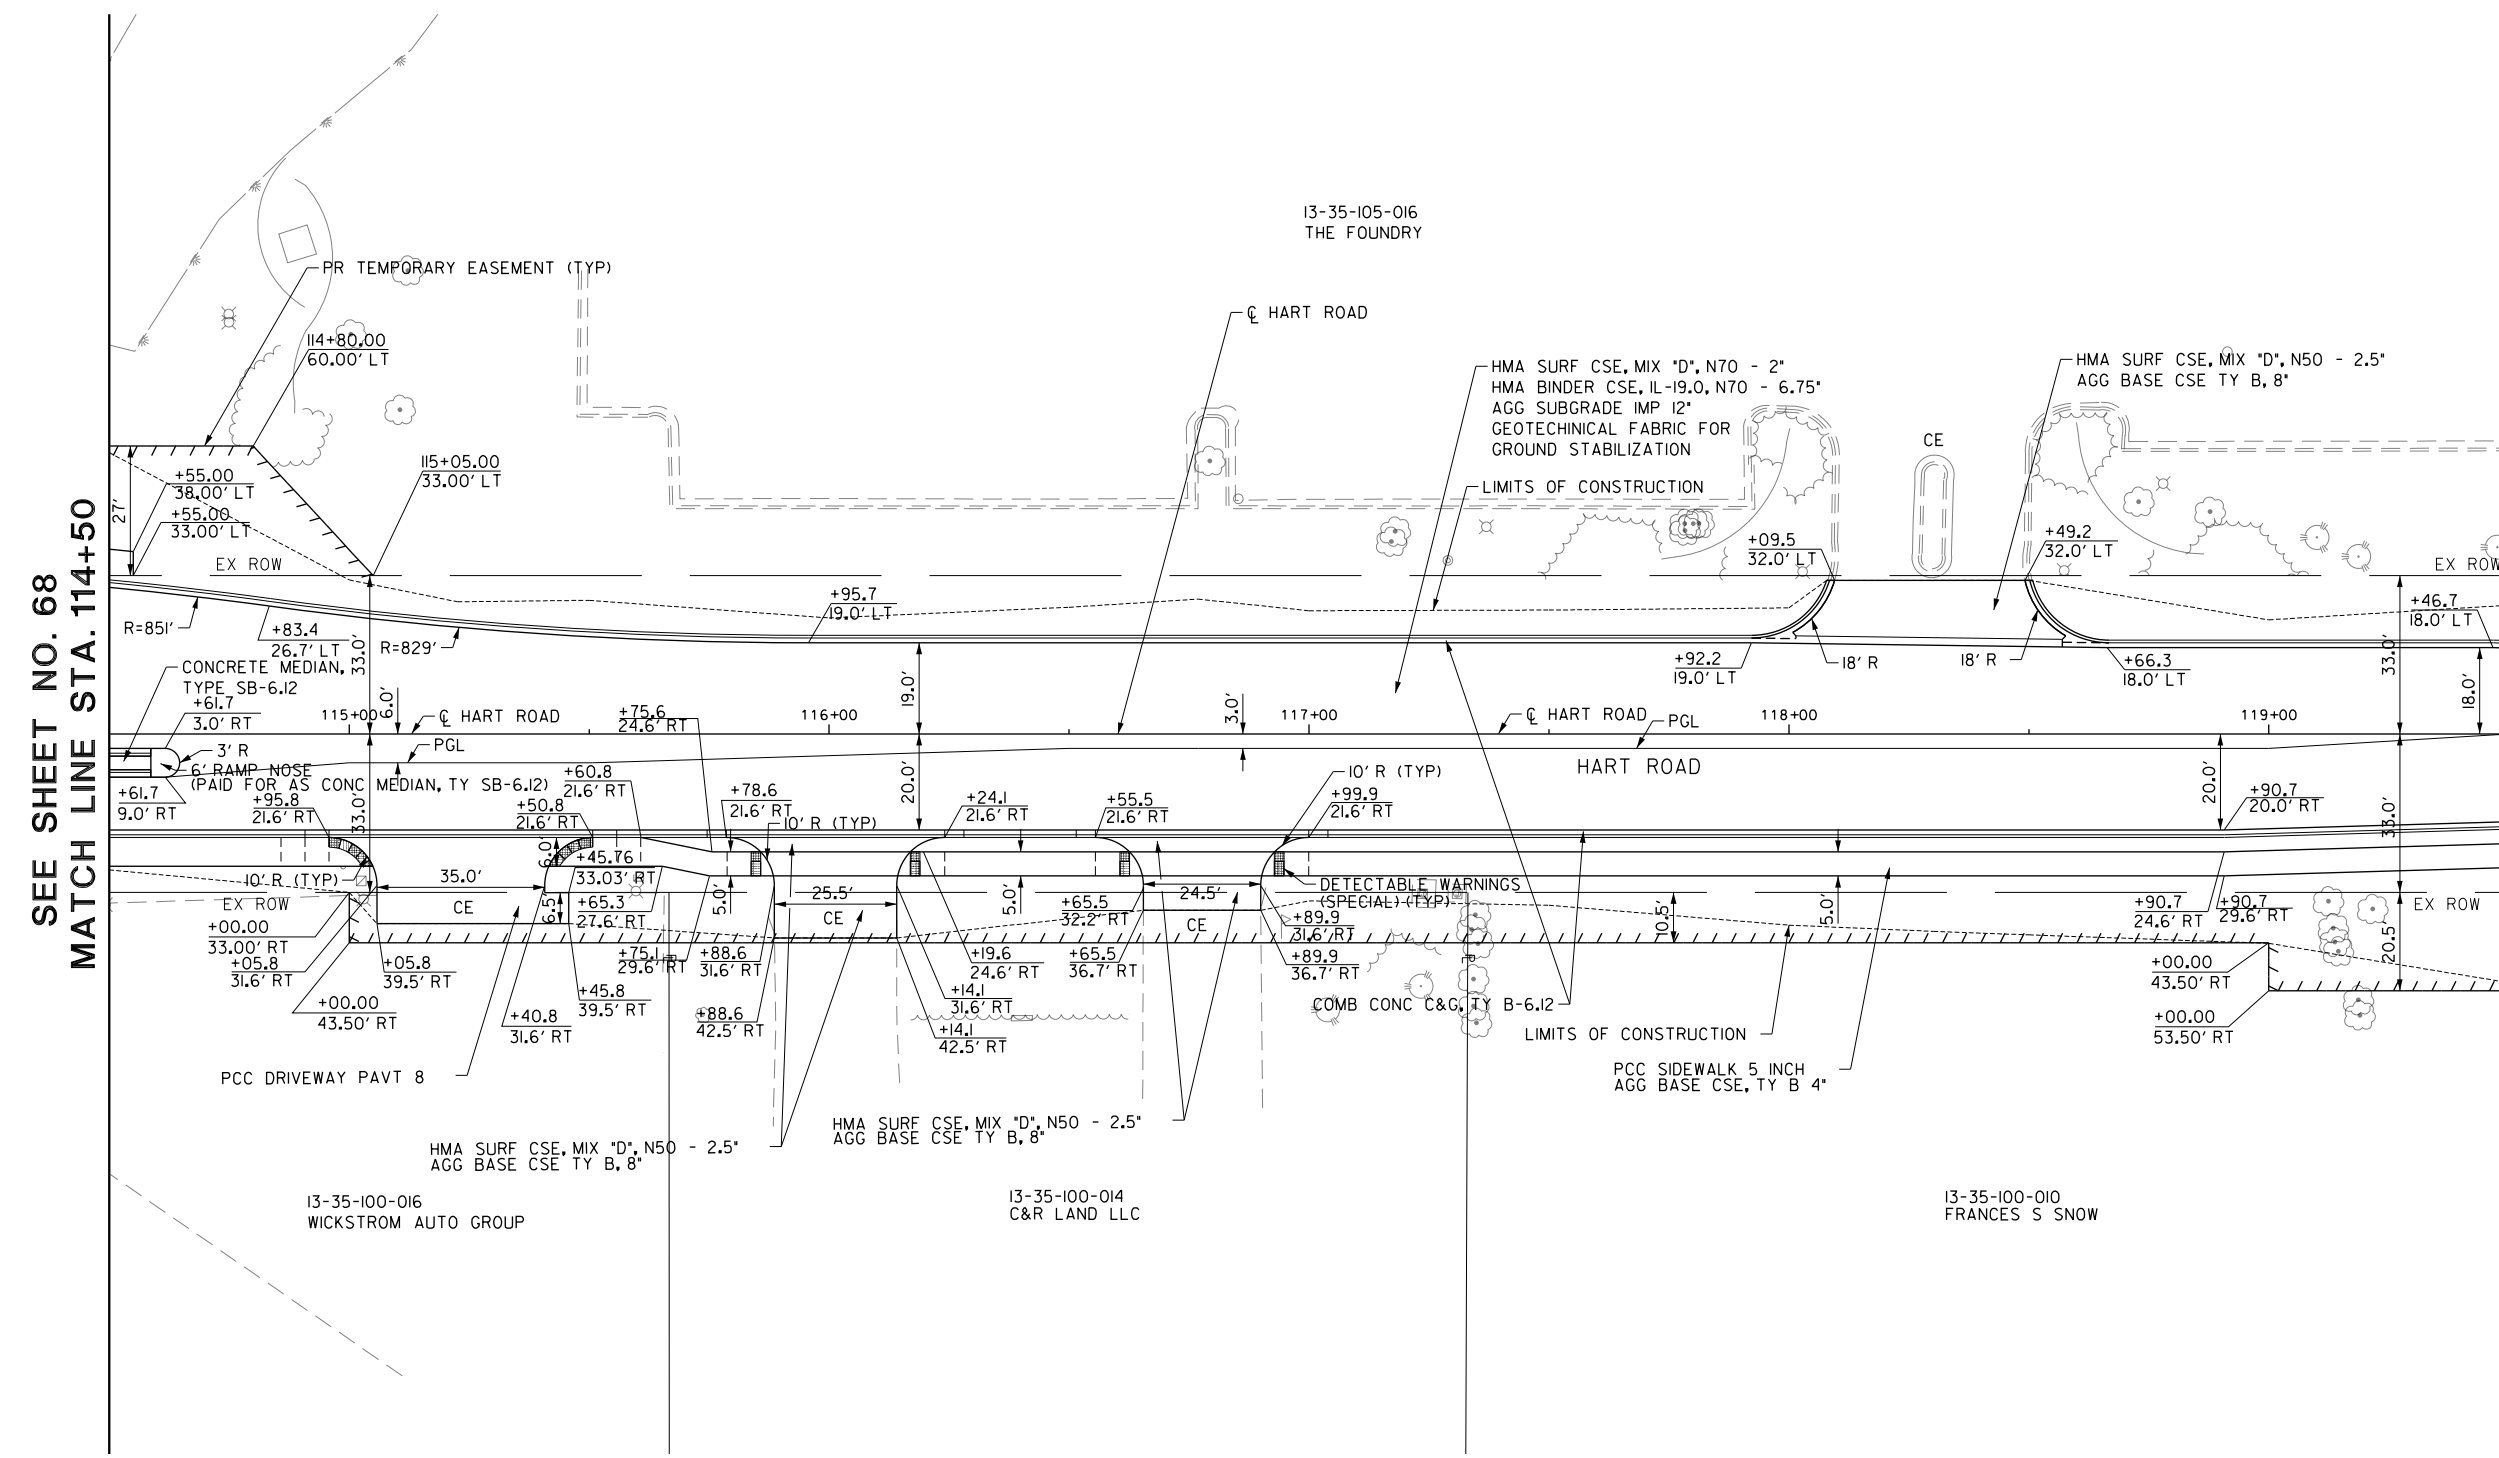 SEE SHEET NO. 68
MATCH LINE STA. 114+50
13-35-105-016
THE FOUNDRY
PR TEMPORARY EASEMENT (TYP)
114+80.00
60.00' LT
115+05.00
33.00' LT
+55.00
38.00' LT
+55.00
33.00' LT
27'
EX ROW
℄ HART ROAD
HMA SURF CSE, MIX "D", N70 - 2"
HMA BINDER CSE, IL-19.0, N70 - 6.75"
AGG SUBGRADE IMP 12"
GEOTECHINICAL FABRIC FOR
GROUND STABILIZATION
LIMITS OF CONSTRUCTION
HMA SURF CSE, MIX "D", N50 - 2.5"
AGG BASE CSE TY B, 8"
CE
+09.5
32.0' LT
+49.2
32.0' LT
EX ROW
+46.7
18.0' LT
R=851'
+83.4
26.7' LT
33.0'
R=829'
+95.7
19.0' LT
19.0'
+92.2
19.0' LT
18' R
18' R
+66.3
18.0' LT
33.0'
18.0'
CONCRETE MEDIAN,
TYPE SB-6.12
+61.7
3.0' RT
115+00
6.0'
℄ HART ROAD
+75.6
24.6' RT
116+00
3.0'
117+00
℄ HART ROAD
PGL
118+00
119+00
3' R
PGL
6' RAMP NOSE
(PAID FOR AS CONC MEDIAN, TY SB-6.12)
HART ROAD
+61.7
9.0' RT
+95.8
21.6' RT
33.0'
+50.8
21.6' RT
+60.8
21.6' RT
+78.6
21.6' RT
10' R (TYP)
20.0'
+24.1
21.6' RT
+55.5
21.6' RT
10' R (TYP)
+99.9
21.6' RT
20.0'
+90.7
20.0' RT
33.0'
10' R (TYP)
35.0'
6.0'
+45.76
33.03' RT
EX ROW
CE
6.5'
+65.3
27.6' RT
5.0'
25.5'
CE
5.0'
+65.5
32.2' RT
24.5'
CE
DETECTABLE WARNINGS
(SPECIAL)(TYP)
+89.9
31.6' RT
10.5'
5.0'
+90.7
24.6' RT
+90.7
29.6' RT
EX ROW
20.5'
+00.00
33.00' RT
+05.8
31.6' RT
+05.8
39.5' RT
+00.00
43.50' RT
+40.8
31.6' RT
+45.8
39.5' RT
+75.1
29.6' RT
PL
+88.6
31.6' RT
+88.6
42.5' RT
+19.6
24.6' RT
+14.1
31.6' RT
+14.1
42.5' RT
+65.5
36.7' RT
+89.9
36.7' RT
PL
COMB CONC C&G, TY B-6.12
LIMITS OF CONSTRUCTION
+00.00
43.50' RT
+00.00
53.50' RT
PCC DRIVEWAY PAVT 8
PCC SIDEWALK 5 INCH
AGG BASE CSE, TY B 4"
HMA SURF CSE, MIX "D", N50 - 2.5"
AGG BASE CSE TY B, 8"
HMA SURF CSE, MIX "D", N50 - 2.5"
AGG BASE CSE TY B, 8"
13-35-100-016
WICKSTROM AUTO GROUP
13-35-100-014
C&R LAND LLC
13-35-100-010
FRANCES S SNOW